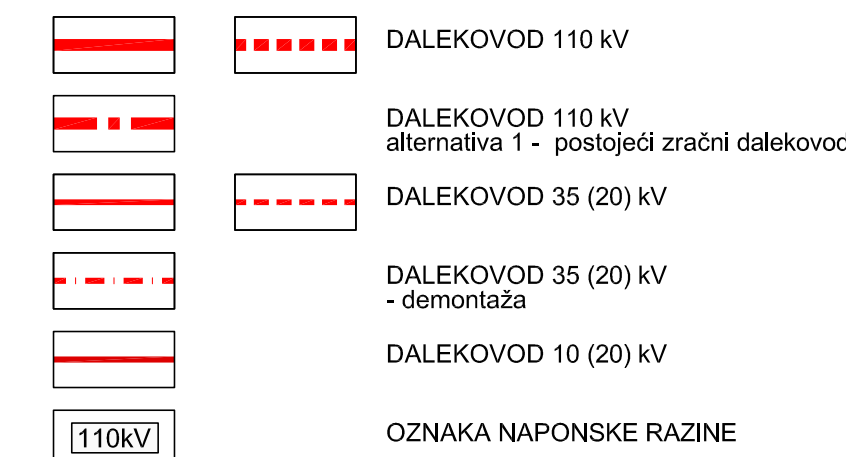 DALEKOVOD 110 kV
DALEKOVOD 110 kV
alternativa 1 - postojeći zračni dalekovod
DALEKOVOD 35 (20) kV
DALEKOVOD 35 (20) kV
- demontaža
DALEKOVOD 10 (20) kV
110kV
OZNAKA NAPONSKE RAZINE